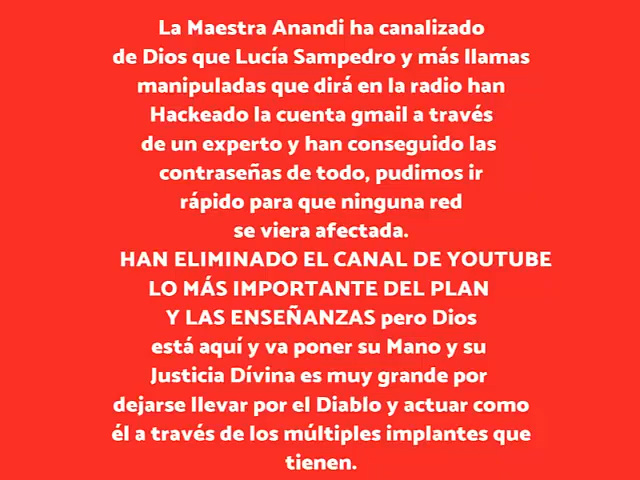 La Maestra Anandi ha canalizado
de Dios que Lucía Sampedro y más llamas
manipuladas que dirá en la radio han
Hackeado la cuenta gmail a través
de un experto y han conseguido las
contraseñas de todo, pudimos ir
rápido para que ninguna red
se viera afectada.
HAN ELIMINADO EL CANAL DE YOUTUBE
LO MÁS IMPORTANTE DEL PLAN
Y LAS ENSEÑANZAS pero Dios
está aquí y va poner su Mano y su
Justicia Dívina es muy grande por
dejarse llevar por el Diablo y actuar como
él a través de los múltiples implantes que
tienen.